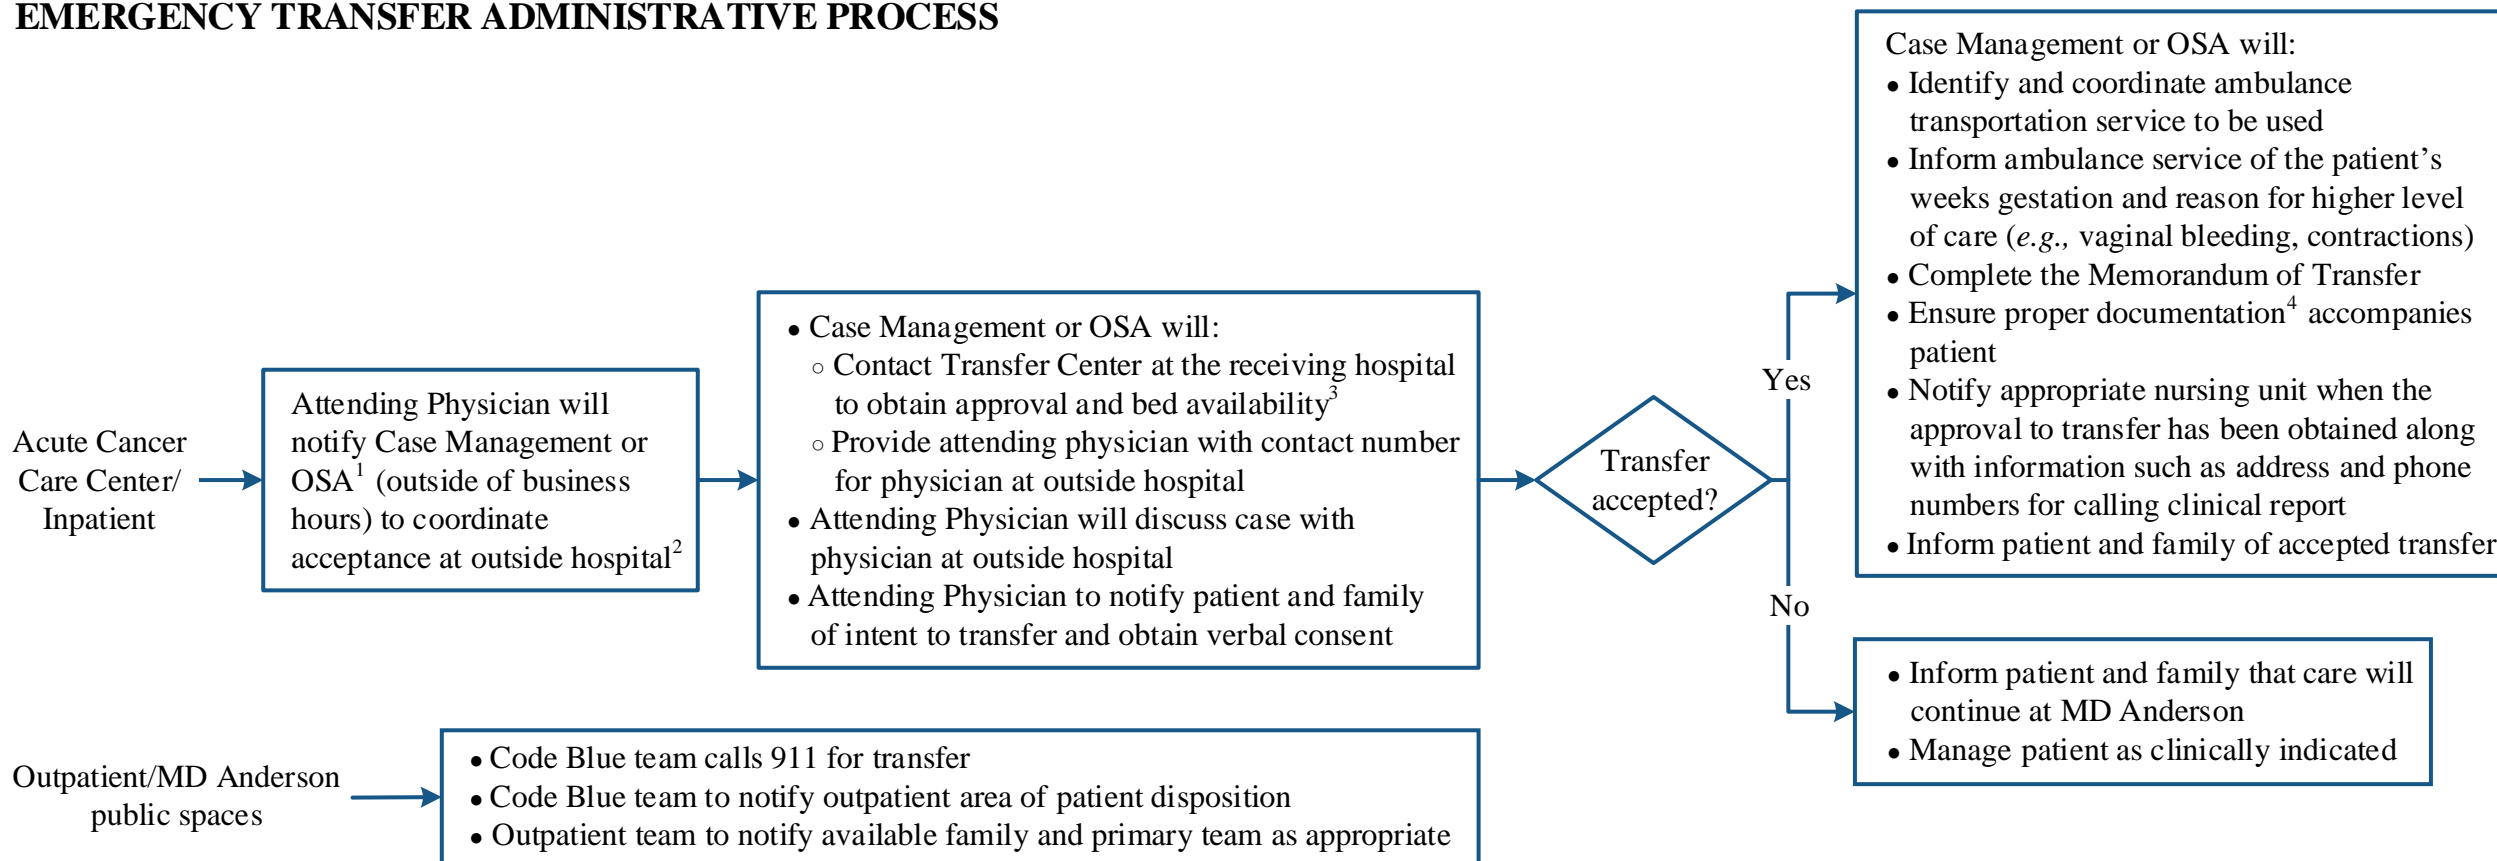 EMERGENCY TRANSFER ADMINISTRATIVE PROCESS
Acute Cancer
Care Center/
Inpatient
Attending Physician will
notify Case Management or
OSA1 (outside of business
hours) to coordinate
acceptance at outside hospital2
● Case Management or OSA will:
○ Contact Transfer Center at the receiving hospital
to obtain approval and bed availability3
○ Provide attending physician with contact number
for physician at outside hospital
● Attending Physician will discuss case with
physician at outside hospital
● Attending Physician to notify patient and family
of intent to transfer and obtain verbal consent
Transfer
accepted?
Yes
Case Management or OSA will:
● Identify and coordinate ambulance
transportation service to be used
● Inform ambulance service of the patient’s
weeks gestation and reason for higher level
of care (e.g., vaginal bleeding, contractions)
● Complete the Memorandum of Transfer
● Ensure proper documentation4 accompanies
patient
● Notify appropriate nursing unit when the
approval to transfer has been obtained along
with information such as address and phone
numbers for calling clinical report
● Inform patient and family of accepted transfer
No
● Inform patient and family that care will
continue at MD Anderson
● Manage patient as clinically indicated
Outpatient/MD Anderson
public spaces
● Code Blue team calls 911 for transfer
● Code Blue team to notify outpatient area of patient disposition
● Outpatient team to notify available family and primary team as appropriate